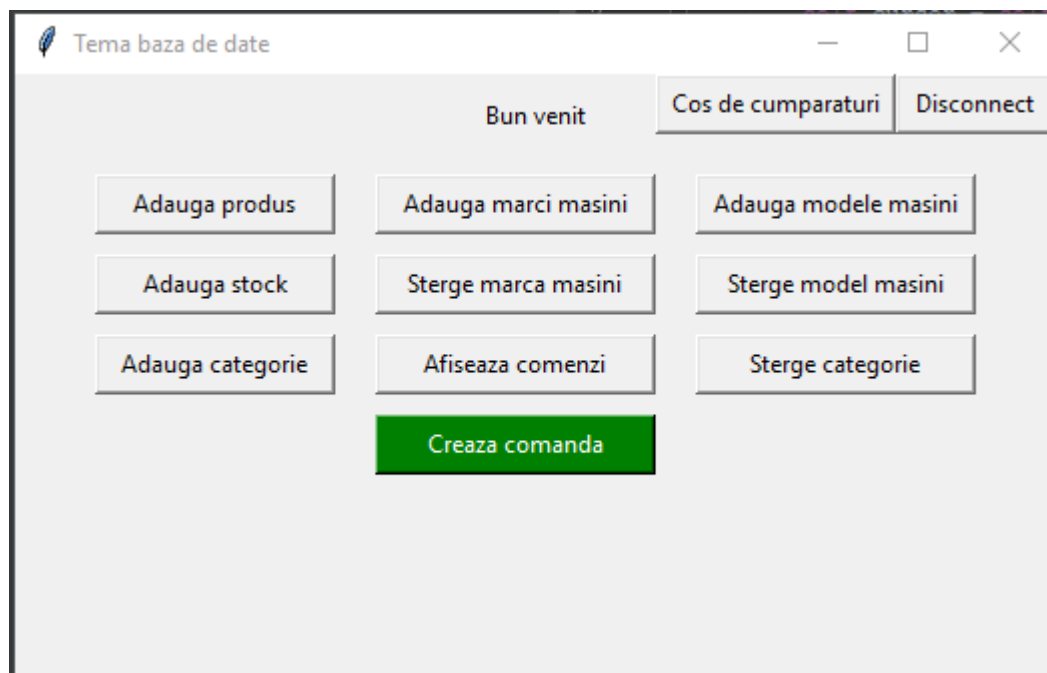 Tema baza de date
Bun venit
Cos de cumparaturi
Disconnect
Adauga produs
Adauga marci masini
Adauga modele masini
Adauga stock
Sterge marca masini
Sterge model masini
Adauga categorie
Afiseaza comenzi
Sterge categorie
Creaza comanda